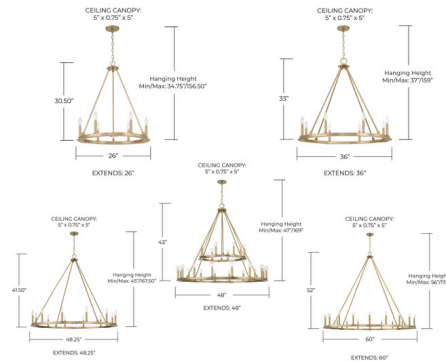 CEILING CANOPY:
5" x 0.75" x 5"
Hanging Height
Min/Max: 34.75"/156.50"
30.50"
26"
EXTENDS: 26"
CEILING CANOPY:
5" x 0.75" x 5"
Hanging Height
Min/Max: 37"/159"
33"
36"
EXTENDS: 36"
CEILING CANOPY:
5" x 0.75" x 5"
Hanging Height
Min/Max: 45"/167.50"
41.50"
48.25"
EXTENDS: 48.25"
CEILING CANOPY:
5" x 0.75" x 5"
Hanging Height
Min/Max: 47"/169"
43"
48"
EXTENDS: 48"
CEILING CANOPY:
5" x 0.75" x 5"
Hanging Height
Min/Max: 56"/17
52"
60"
EXTENDS: 60"